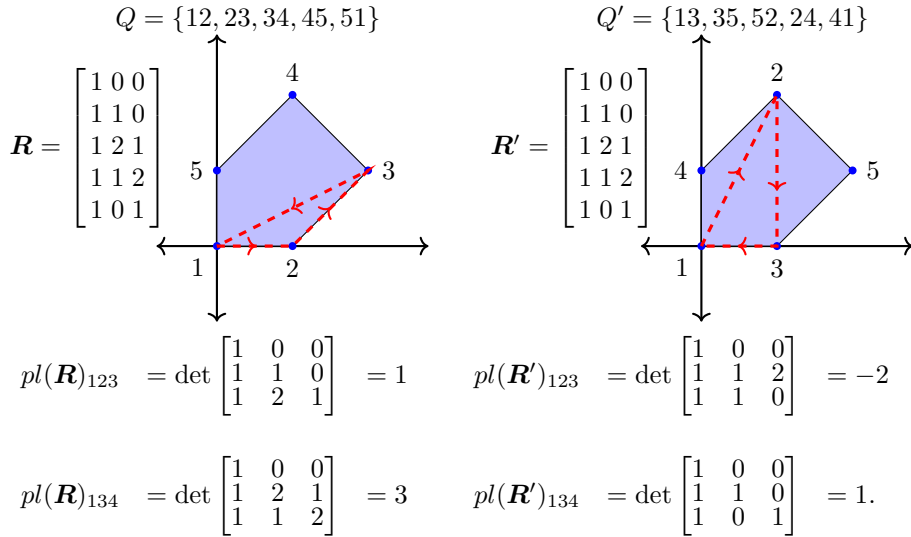 Q = {12, 23, 34, 45, 51}
Q′ = {13, 35, 52, 24, 41}
R = [1 0 0
1 1 0
1 2 1
1 1 2
1 0 1]
4
5
3
1
2
R′ = [1 0 0
1 1 0
1 2 1
1 1 2
1 0 1]
2
4
5
1
3
pl(R)₁₂₃ = det [1 0 0
1 1 0
1 2 1] = 1
pl(R′)₁₂₃ = det [1 0 0
1 1 2
1 1 0] = −2
pl(R)₁₃₄ = det [1 0 0
1 2 1
1 1 2] = 3
pl(R′)₁₃₄ = det [1 0 0
1 1 0
1 0 1] = 1.